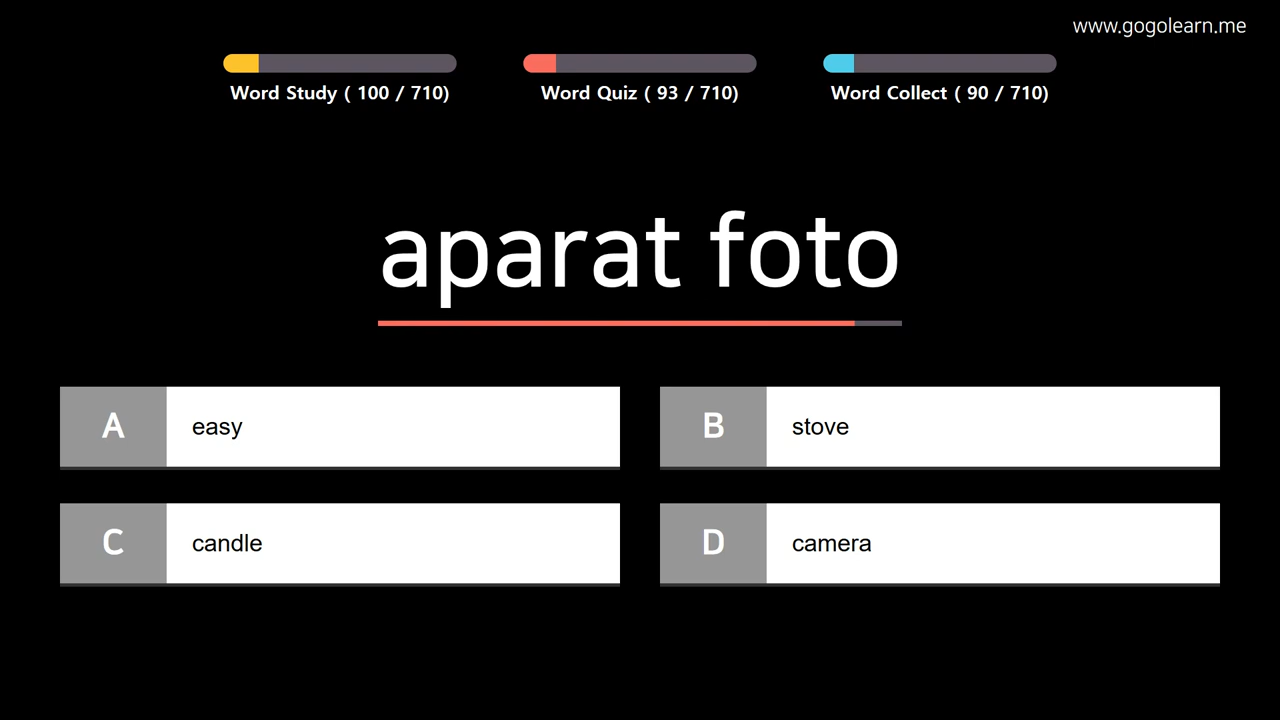 www.gogolearn.me
Word Study ( 100 / 710)
Word Quiz ( 93 / 710)
Word Collect ( 90 / 710)
aparat foto
A easy
B stove
C candle
D camera